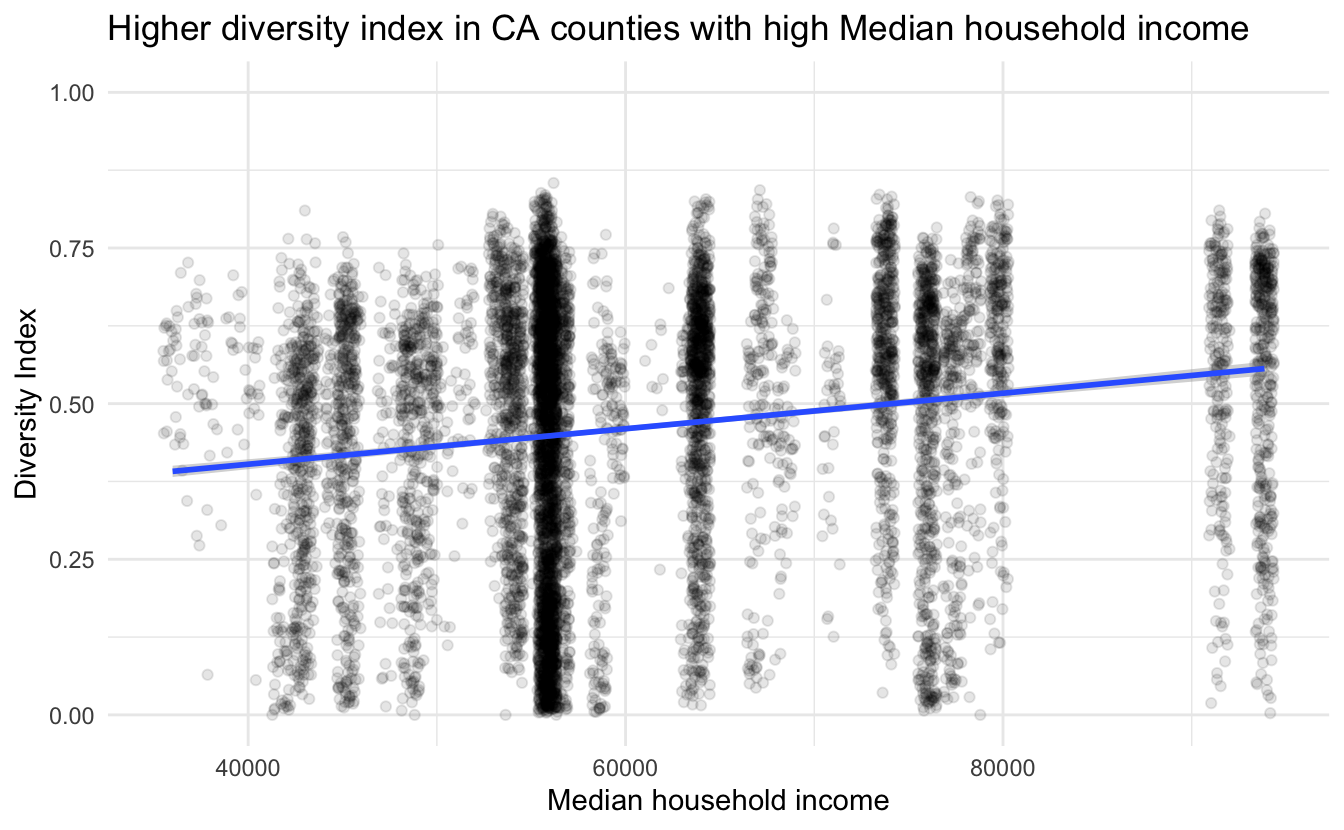 Higher diversity index in CA counties with high Median household income
1.00
0.75
0.50
0.25
0.00
Diversity Index
40000
60000
80000
Median household income